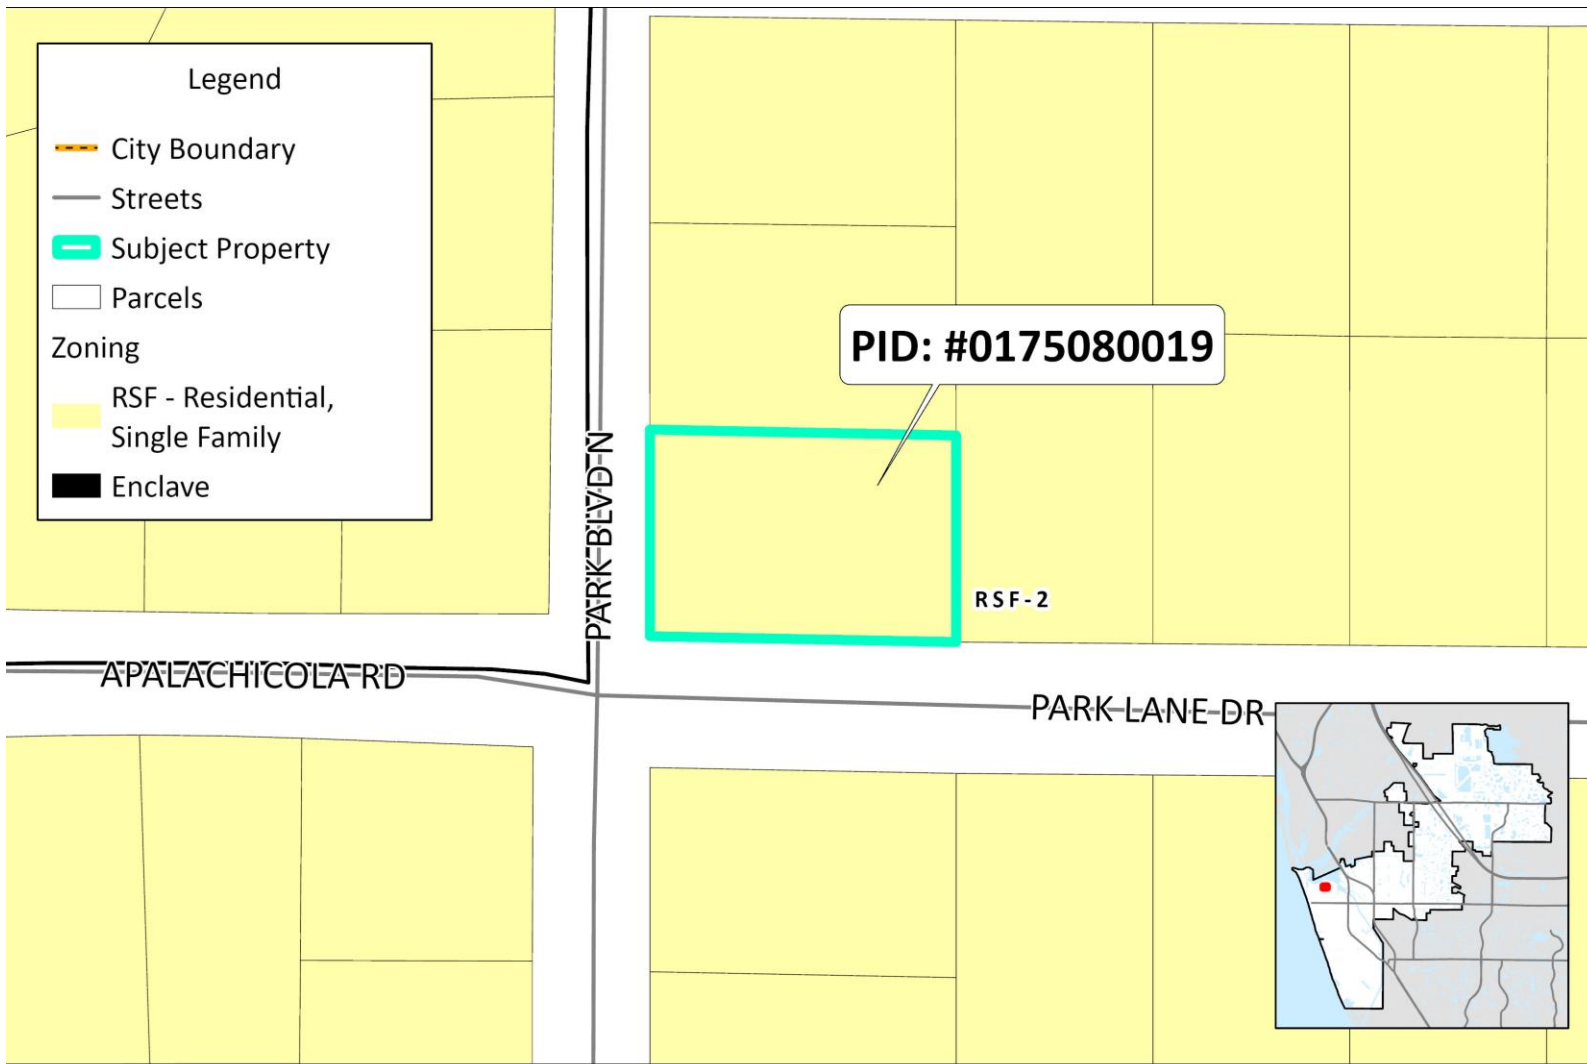 Legend
City Boundary
Streets
Subject Property
Parcels
Zoning
RSF - Residential,
Single Family
Enclave
PID: #0175080019
PARK BLVD N
RSF-2
APALACHICOLA RD
PARK LANE DR